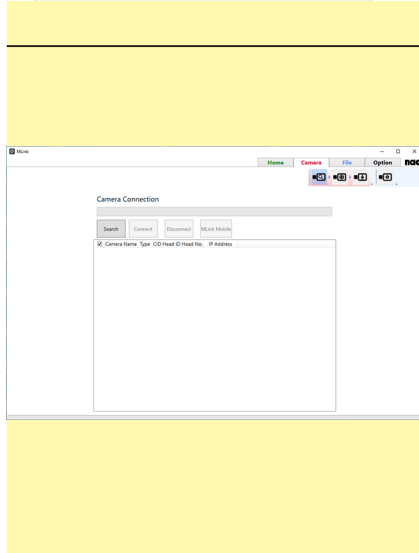 MLink
Home Camera File Option nac
Camera Connection
Search Connect Disconnect MLink Mobile
Camera Name Type CID Head ID Head No. IP Address